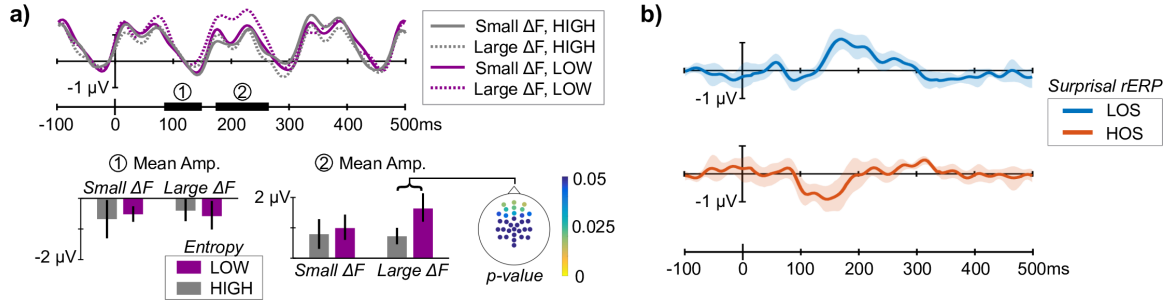 a)
Small ΔF, HIGH
Large ΔF, HIGH
Small ΔF, LOW
Large ΔF, LOW
-1 μV
① ②
-100 0 100 200 300 400 500ms
① Mean Amp.
Small ΔF Large ΔF
-2 μV
Entropy
LOW
HIGH
② Mean Amp.
2 μV
Small ΔF Large ΔF
p-value
0.05
0.025
0
b)
-1 μV
-1 μV
-100 0 100 200 300 400 500ms
Surprisal rERP
LOS
HOS